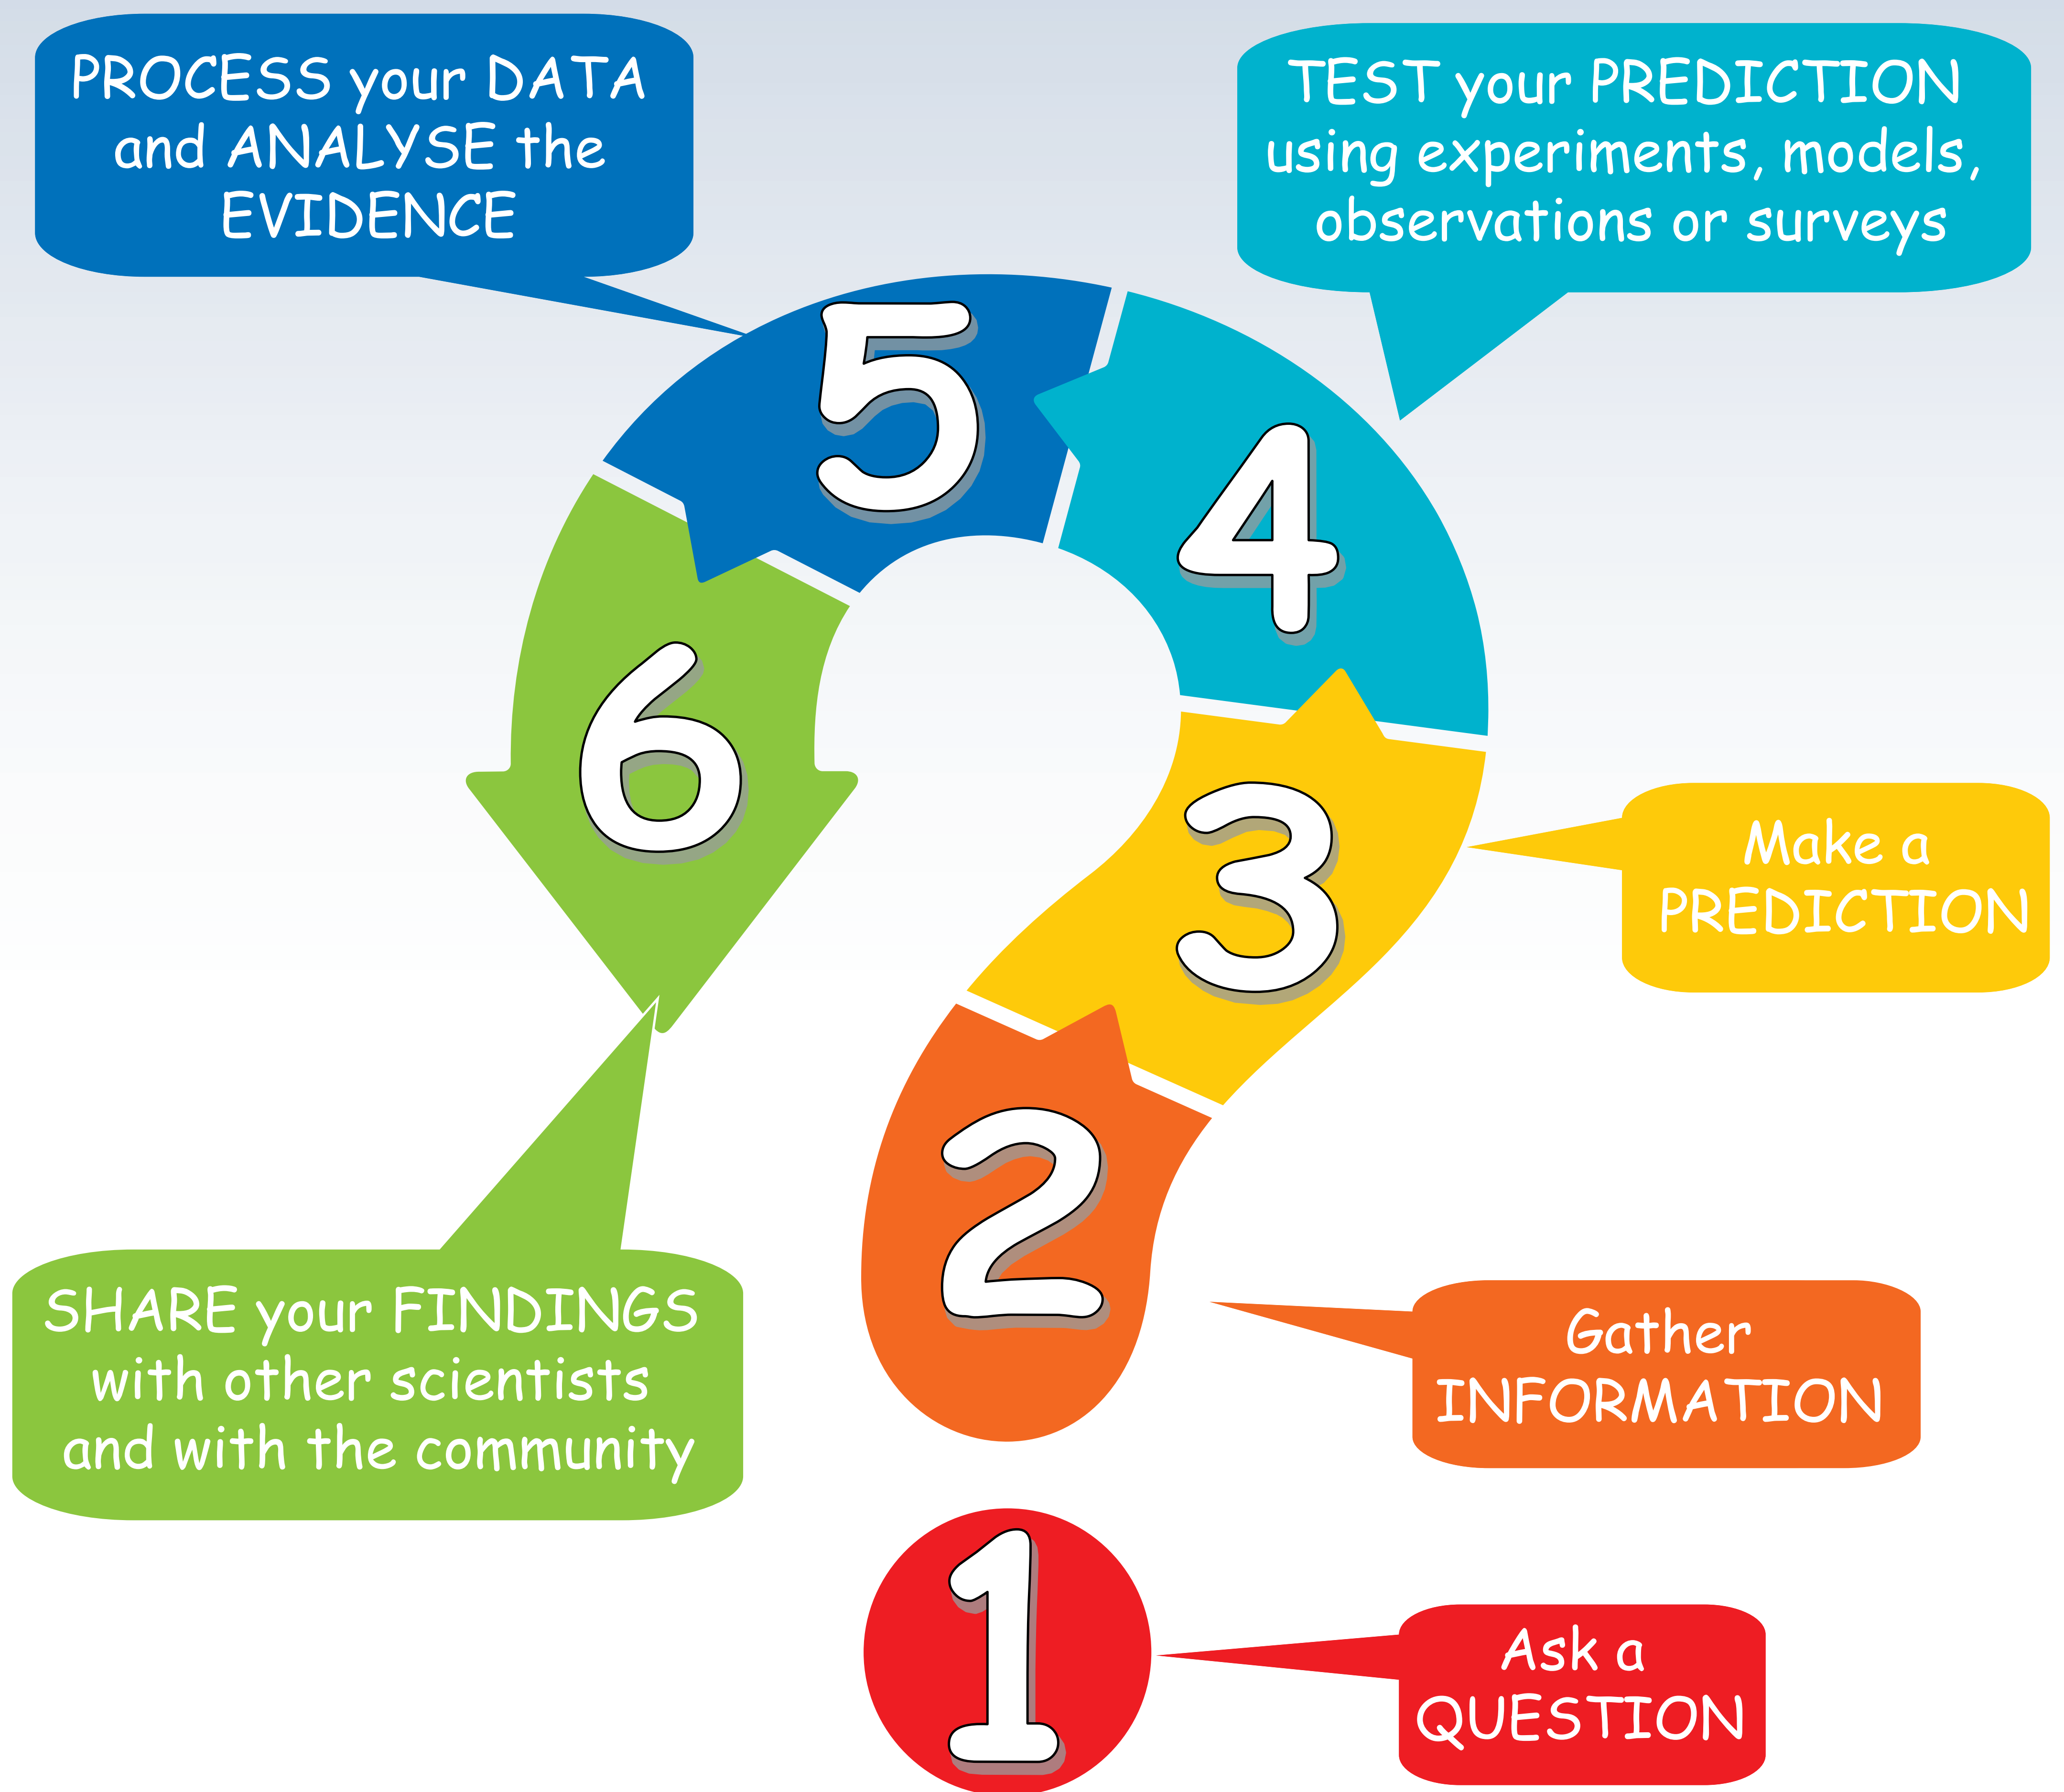 PROCESS your DATA
and ANALYSE the
EVIDENCE
TEST your PREDICTION
using experiments, models,
observations or surveys
5
4
6
3
Make a
PREDICTION
2
SHARE your FINDINGS
with other scientists
and with the community
Gather
INFORMATION
1
Ask a
QUESTION